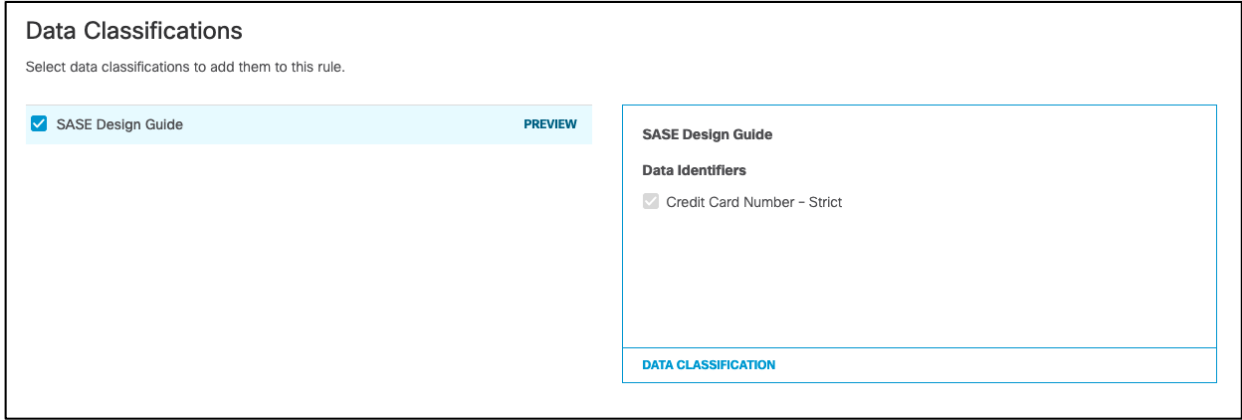 Data Classifications
Select data classifications to add them to this rule.
SASE Design Guide PREVIEW
SASE Design Guide
Data Identifiers
Credit Card Number – Strict
DATA CLASSIFICATION